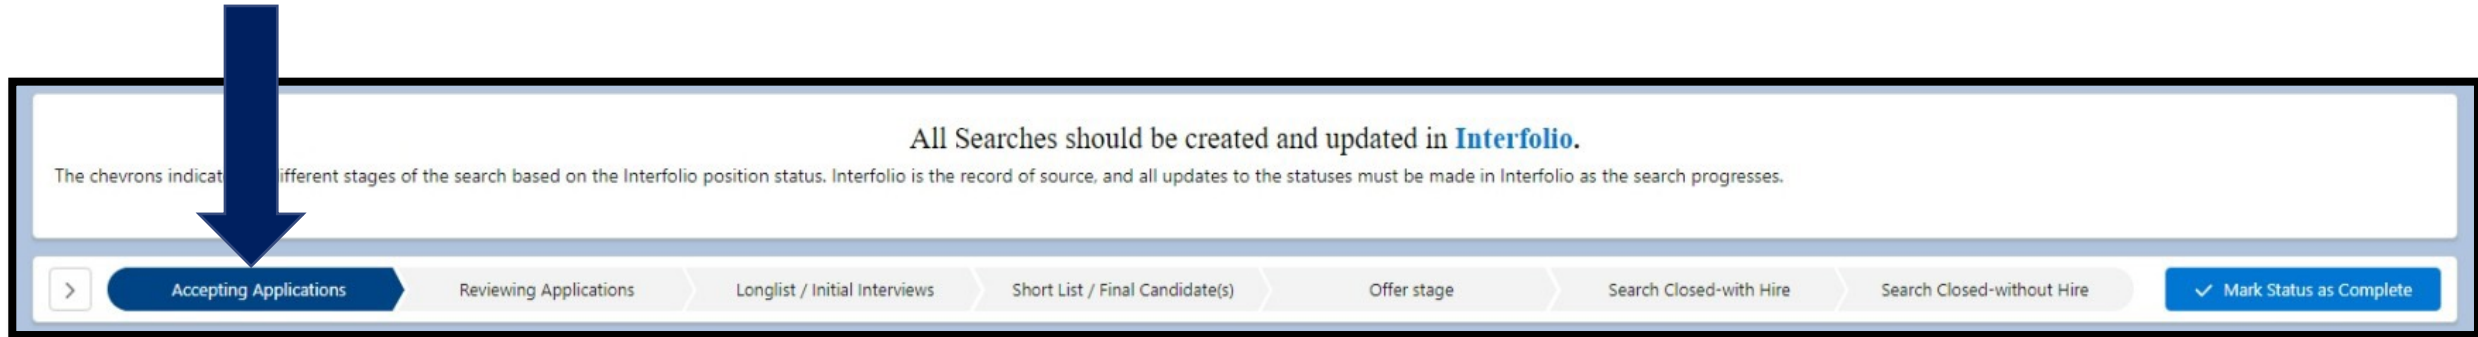 All Searches should be created and updated in Interfolio.
The chevrons indicat ifferent stages of the search based on the Interfolio position status. Interfolio is the record of source, and all updates to the statuses must be made in Interfolio as the search progresses.
Accepting Applications
Reviewing Applications
Longlist / Initial Interviews
Short List / Final Candidate(s)
Offer stage
Search Closed-with Hire
Search Closed-without Hire
Mark Status as Complete